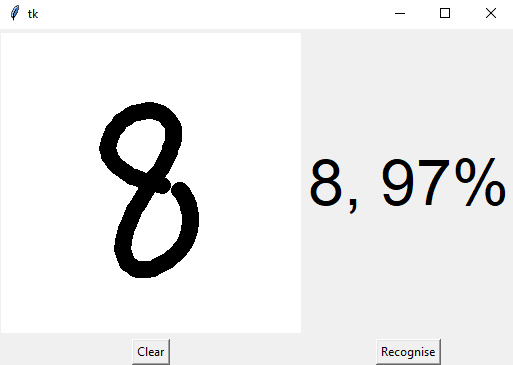 tk
8
8, 97%
Clear
Recognise